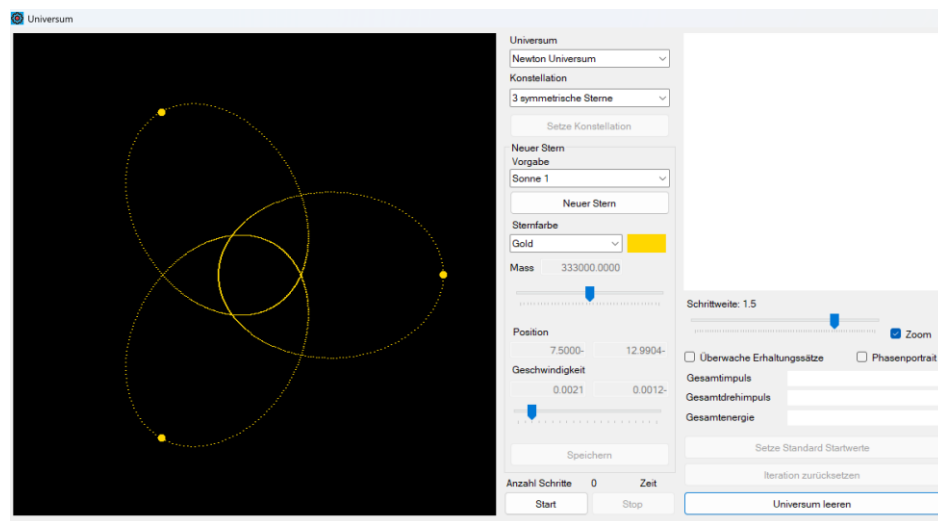 Universum
Universum
Newton Universum
Konstellation
3 symmetrische Sterne
Setze Konstellation
Neuer Stern
Vorgabe
Sonne 1
Neuer Stern
Sternfarbe
Gold
Mass 333000.0000
Position
7.5000- 12.9904-
Geschwindigkeit
0.0021 0.0012-
Speichern
Anzahl Schritte 0 Zeit
Start Stop
Schrittweite: 1.5
Zoom
Überwache Erhaltungssätze Phasenportrait
Gesamtimpuls
Gesamtdrehimpuls
Gesamtenergie
Setze Standard Startwerte
Iteration zurücksetzen
Universum leeren